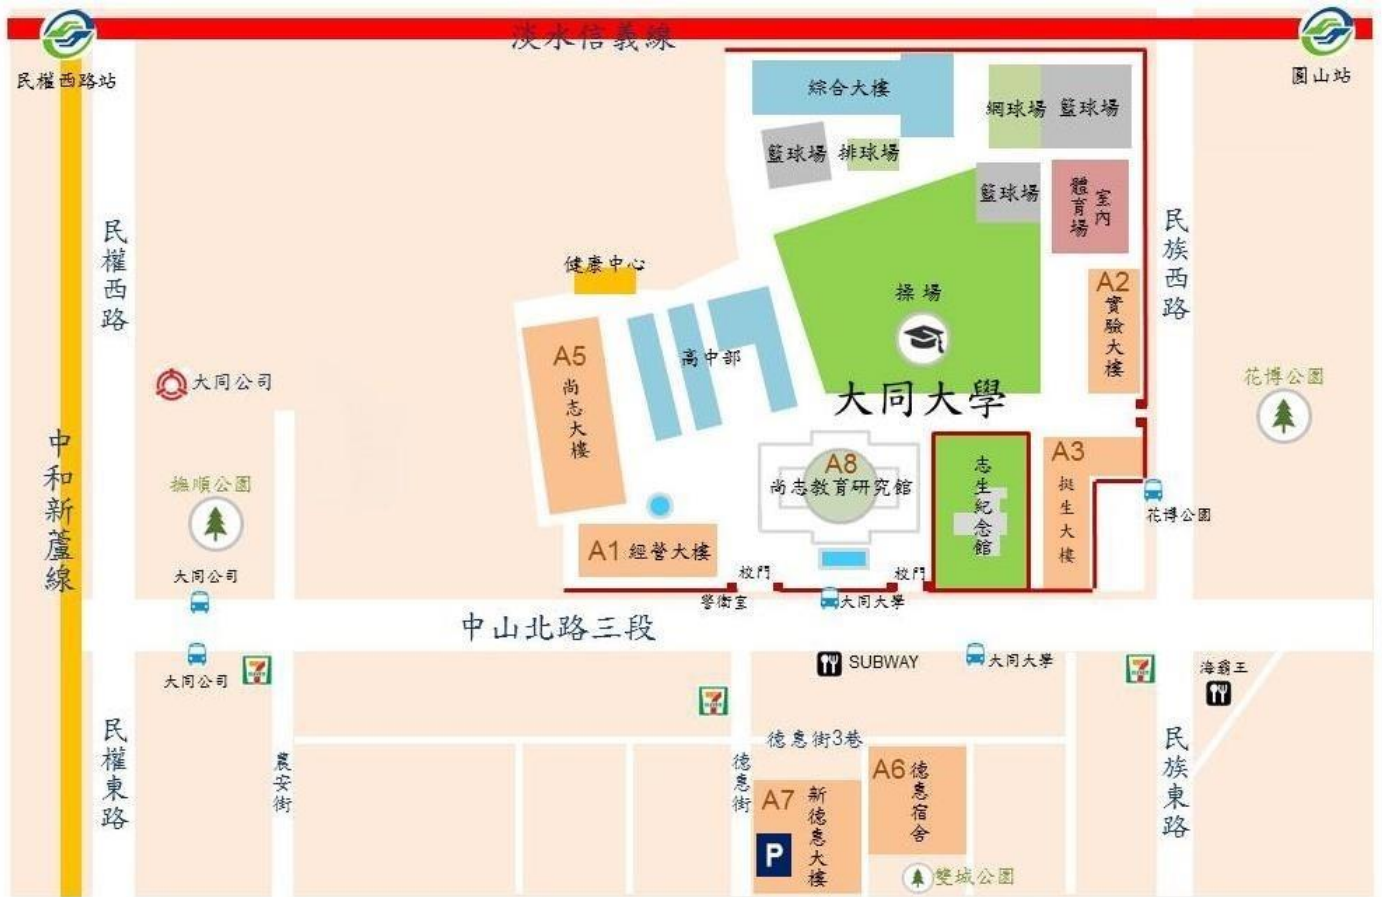 淡水信義線
民權西路站
圓山站
綜合大樓
網球場
籃球場
籃球場
排球場
籃球場
室內
體育場
民權西路
民族西路
健康中心
操場
A2
實驗大樓
A5
尚志大樓
高中部
大同公司
花博公園
大同大學
中和新蘆線
撫順公園
A8
尚志教育研究館
志生紀念館
A3
挺生大樓
花博公園
A1 經營大樓
大同公司
校門
校門
警衛室
大同大學
中山北路三段
大同公司
SUBWAY
大同大學
海霸王
民權東路
農安街
德惠街
德惠街3巷
民族東路
A6
德惠宿舍
A7
新德惠大樓
P
雙城公園